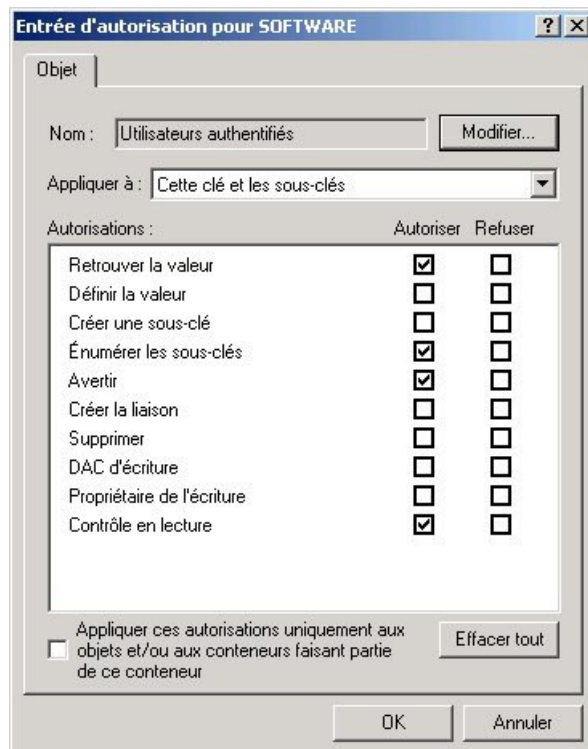 Entrée d'autorisation pour SOFTWARE
Objet
Nom : Utilisateurs authentifiés Modifier...
Appliquer à : Cette clé et les sous-clés
Autorisations : Autoriser Refuser
Retrouver la valeur
Définir la valeur
Créer une sous-clé
Énumérer les sous-clés
Avertir
Créer la liaison
Supprimer
DAC d'écriture
Propriétaire de l'écriture
Contrôle en lecture
Appliquer ces autorisations uniquement aux
objets et/ou aux conteneurs faisant partie
de ce conteneur
Effacer tout
OK Annuler